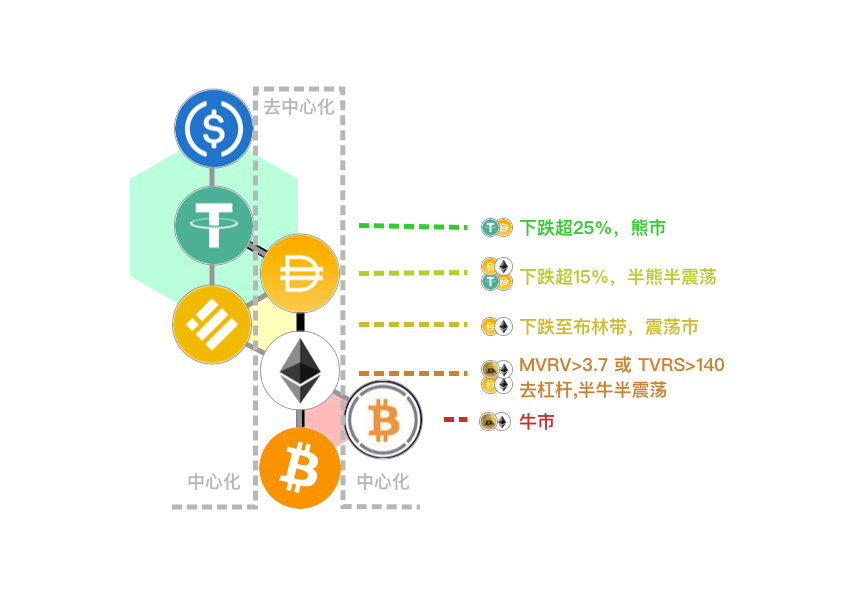 去中心化
下跌超25%，熊市
下跌超15%，半熊半震荡
下跌至布林带，震荡市
MVRV>3.7 或 TVRS>140
去杠杆,半牛半震荡
牛市
中心化
中心化